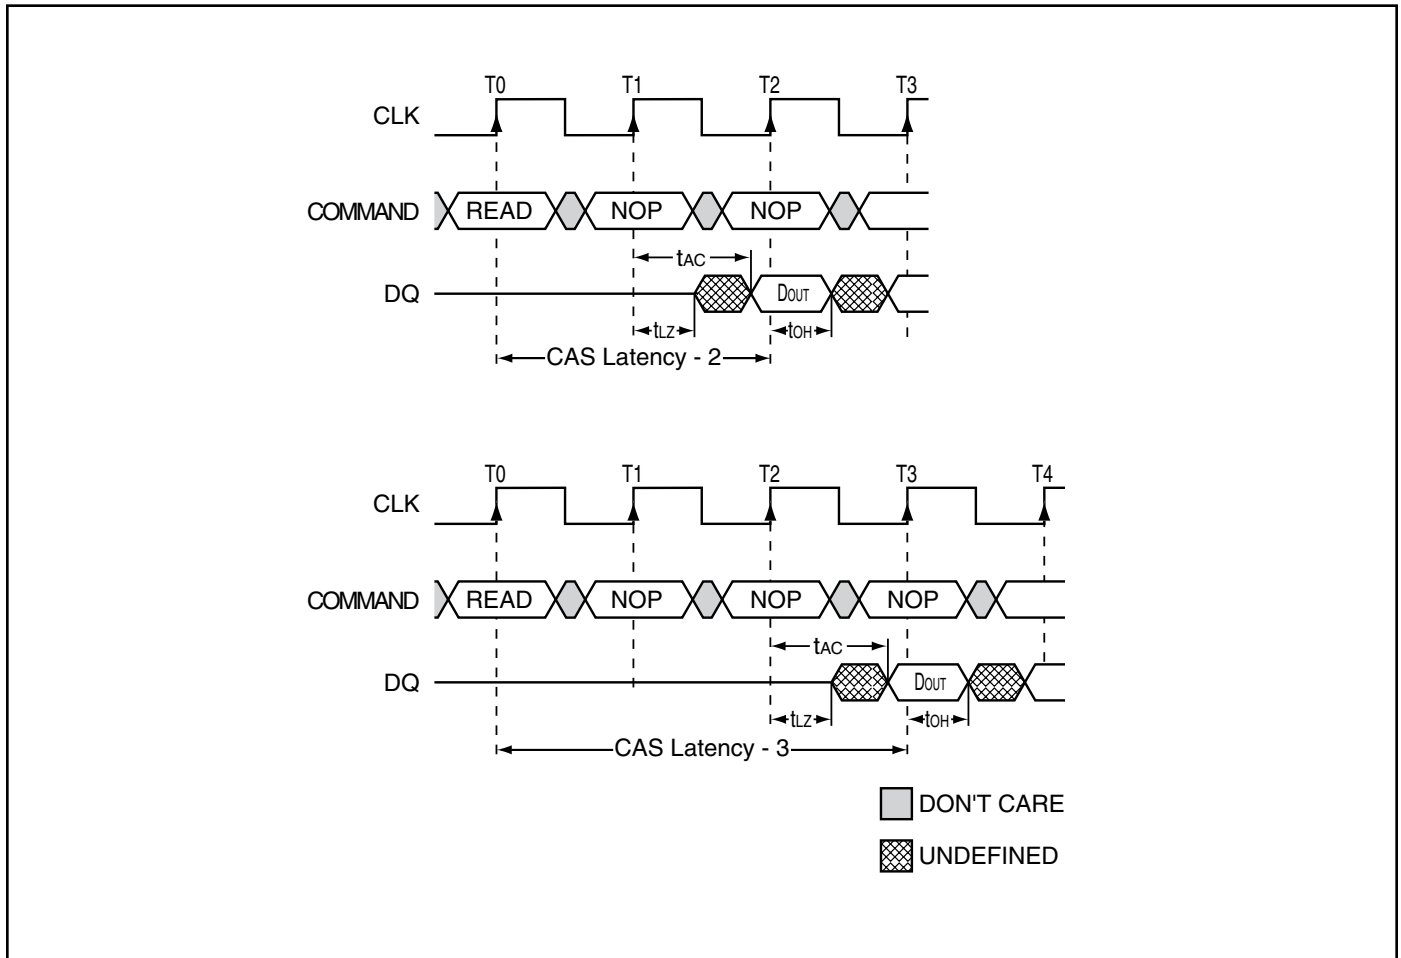 T0 T1 T2 T3
CLK
COMMAND READ NOP NOP
tAC
DQ DOUT
tLZ tOH
CAS Latency - 2
T0 T1 T2 T3 T4
CLK
COMMAND READ NOP NOP NOP
tAC
DQ DOUT
tLZ tOH
CAS Latency - 3
DON'T CARE
UNDEFINED